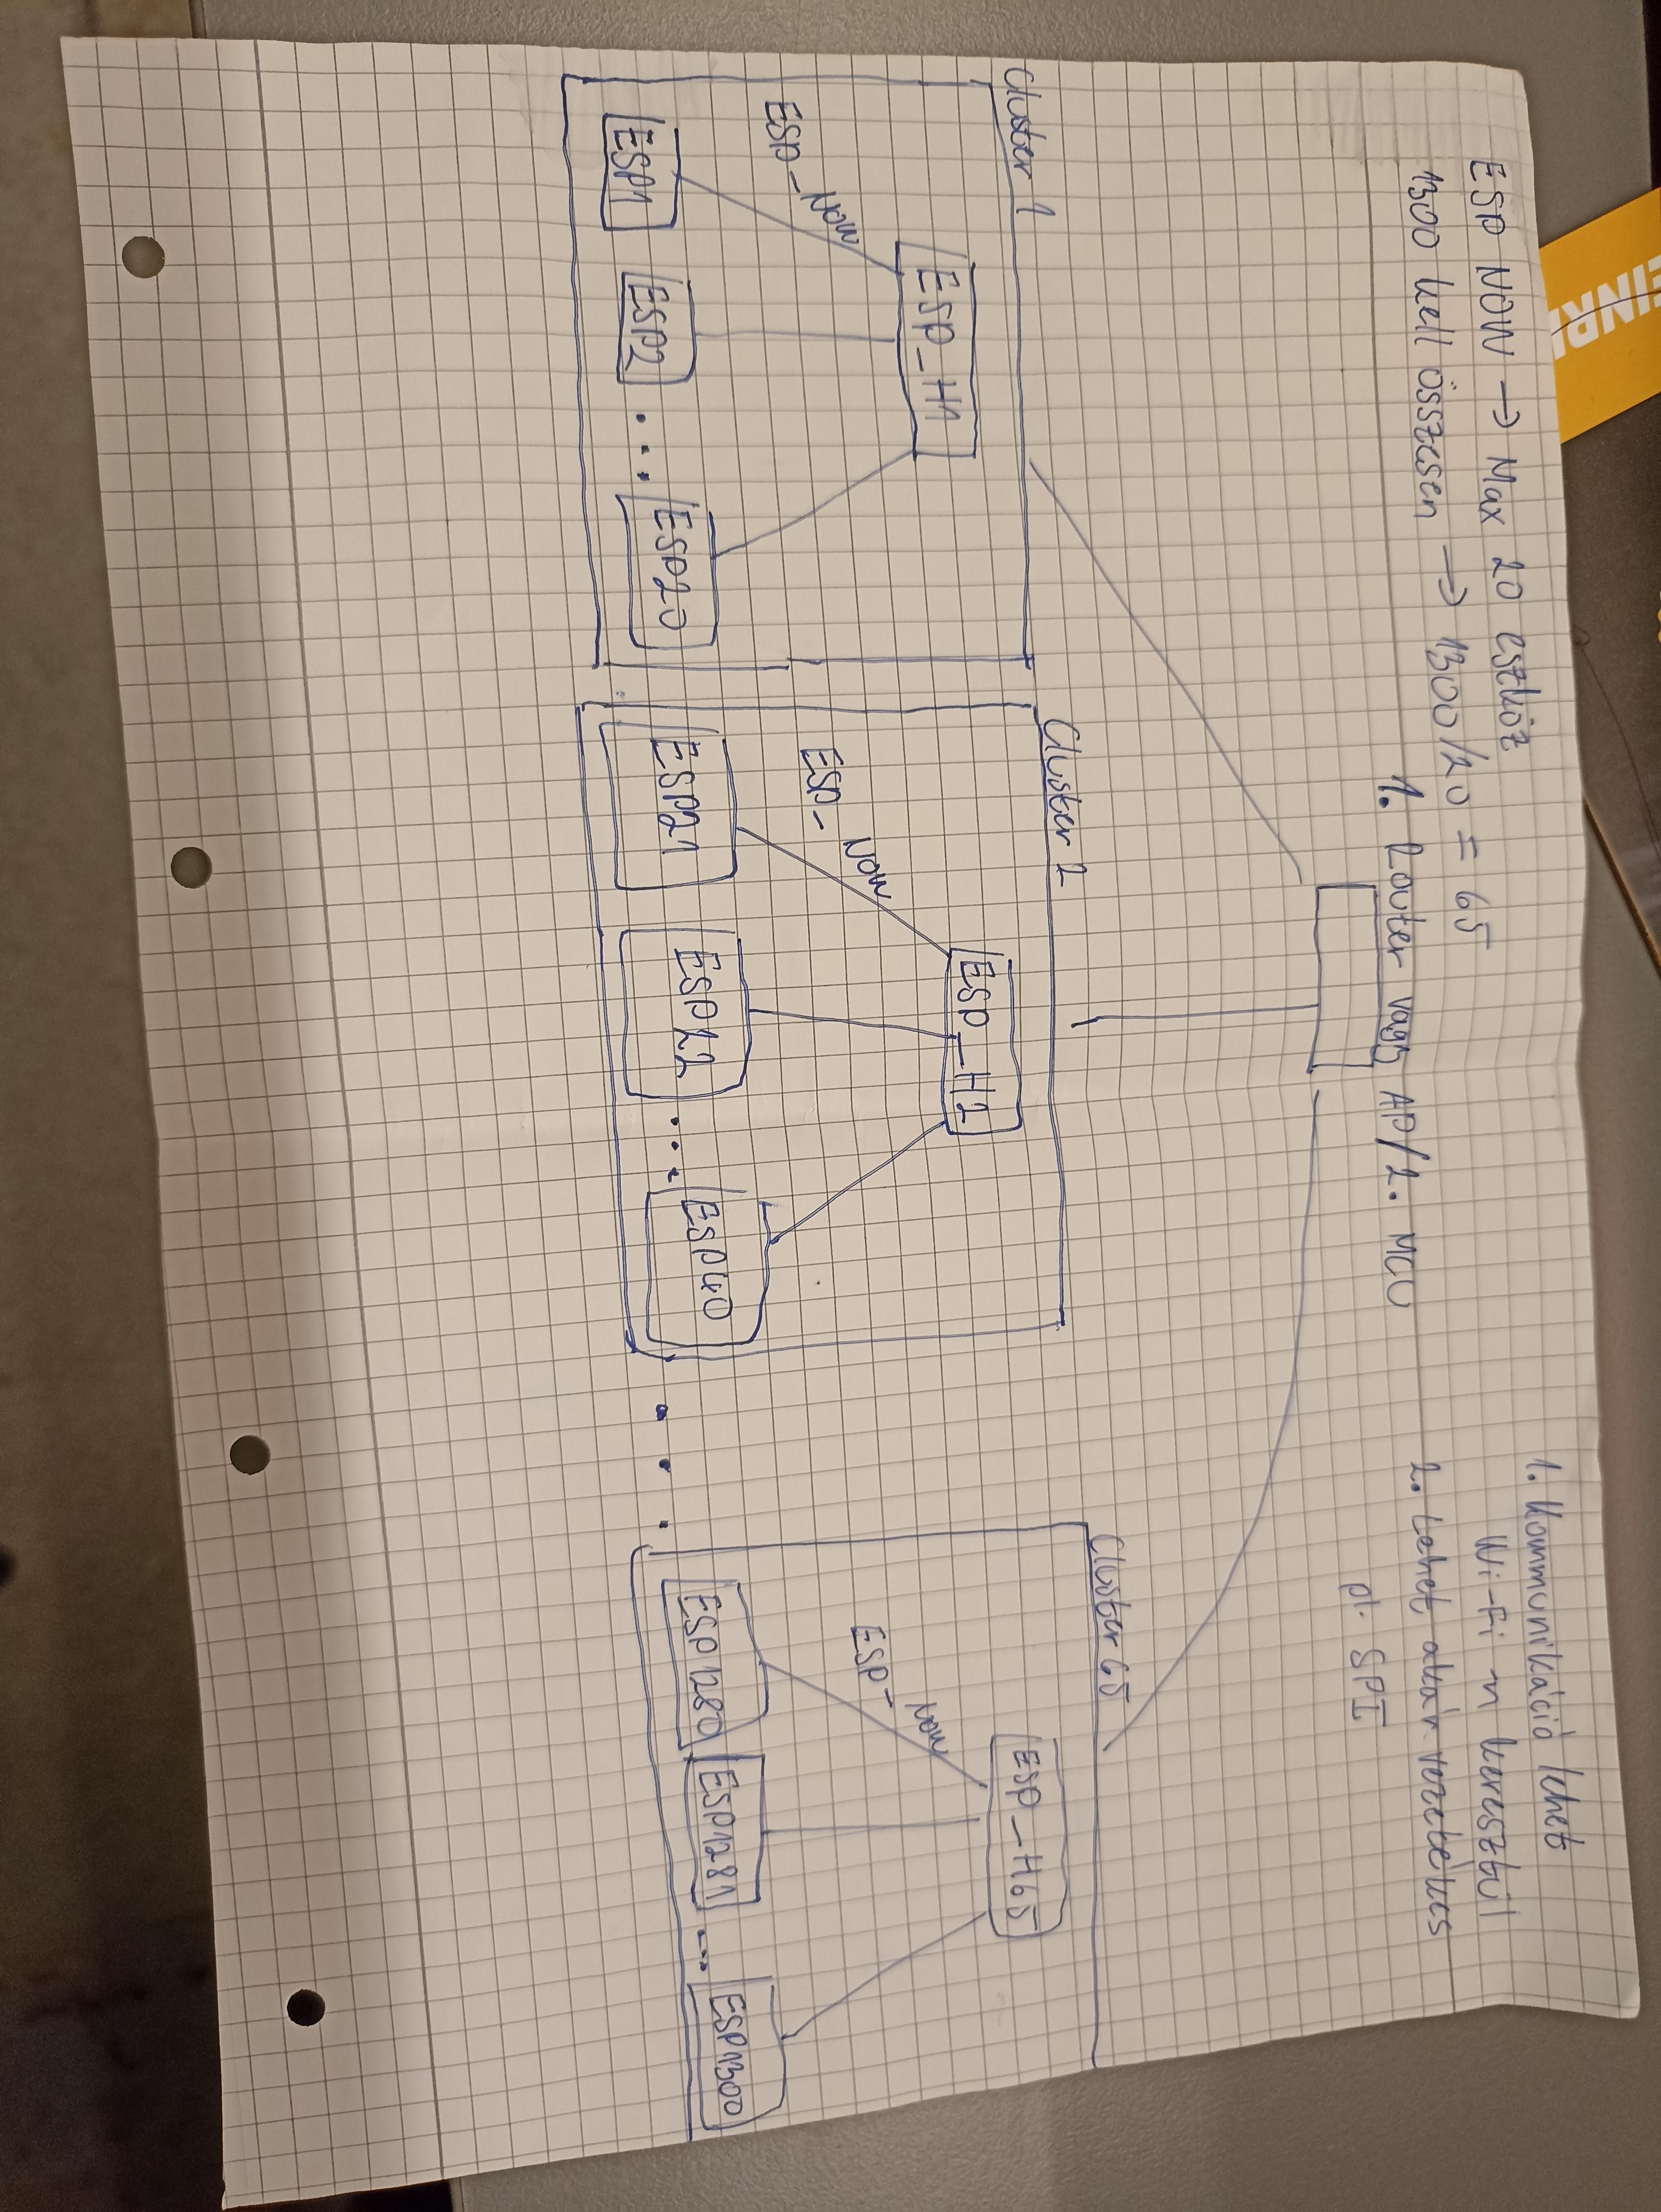 ESP NOW → Max 20 eszköz
1300 kell összesen → 1300/20 = 65
1. Router vagy AP/2. MCU
1. Kommunikáció lehet
Wi-Fi-n keresztül
2. Lehet akár vezetékes
pl. SPI
Cluster 1
ESP_H1
ESP-Now
ESP1
ESP2
...
ESP20
Cluster 2
ESP_H2
ESP-Now
ESP21
ESP22
...
ESP40
. . .
Cluster 65
ESP_H65
ESP-Now
ESP1280
ESP1281
...
ESP1300